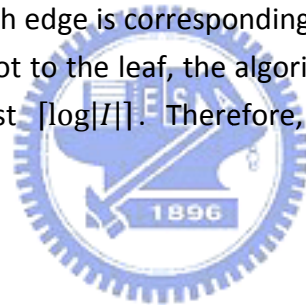 h edge is corresponding
ot to the leaf, the algori
st ⌈log|I|⌉. Therefore,
E S
1896